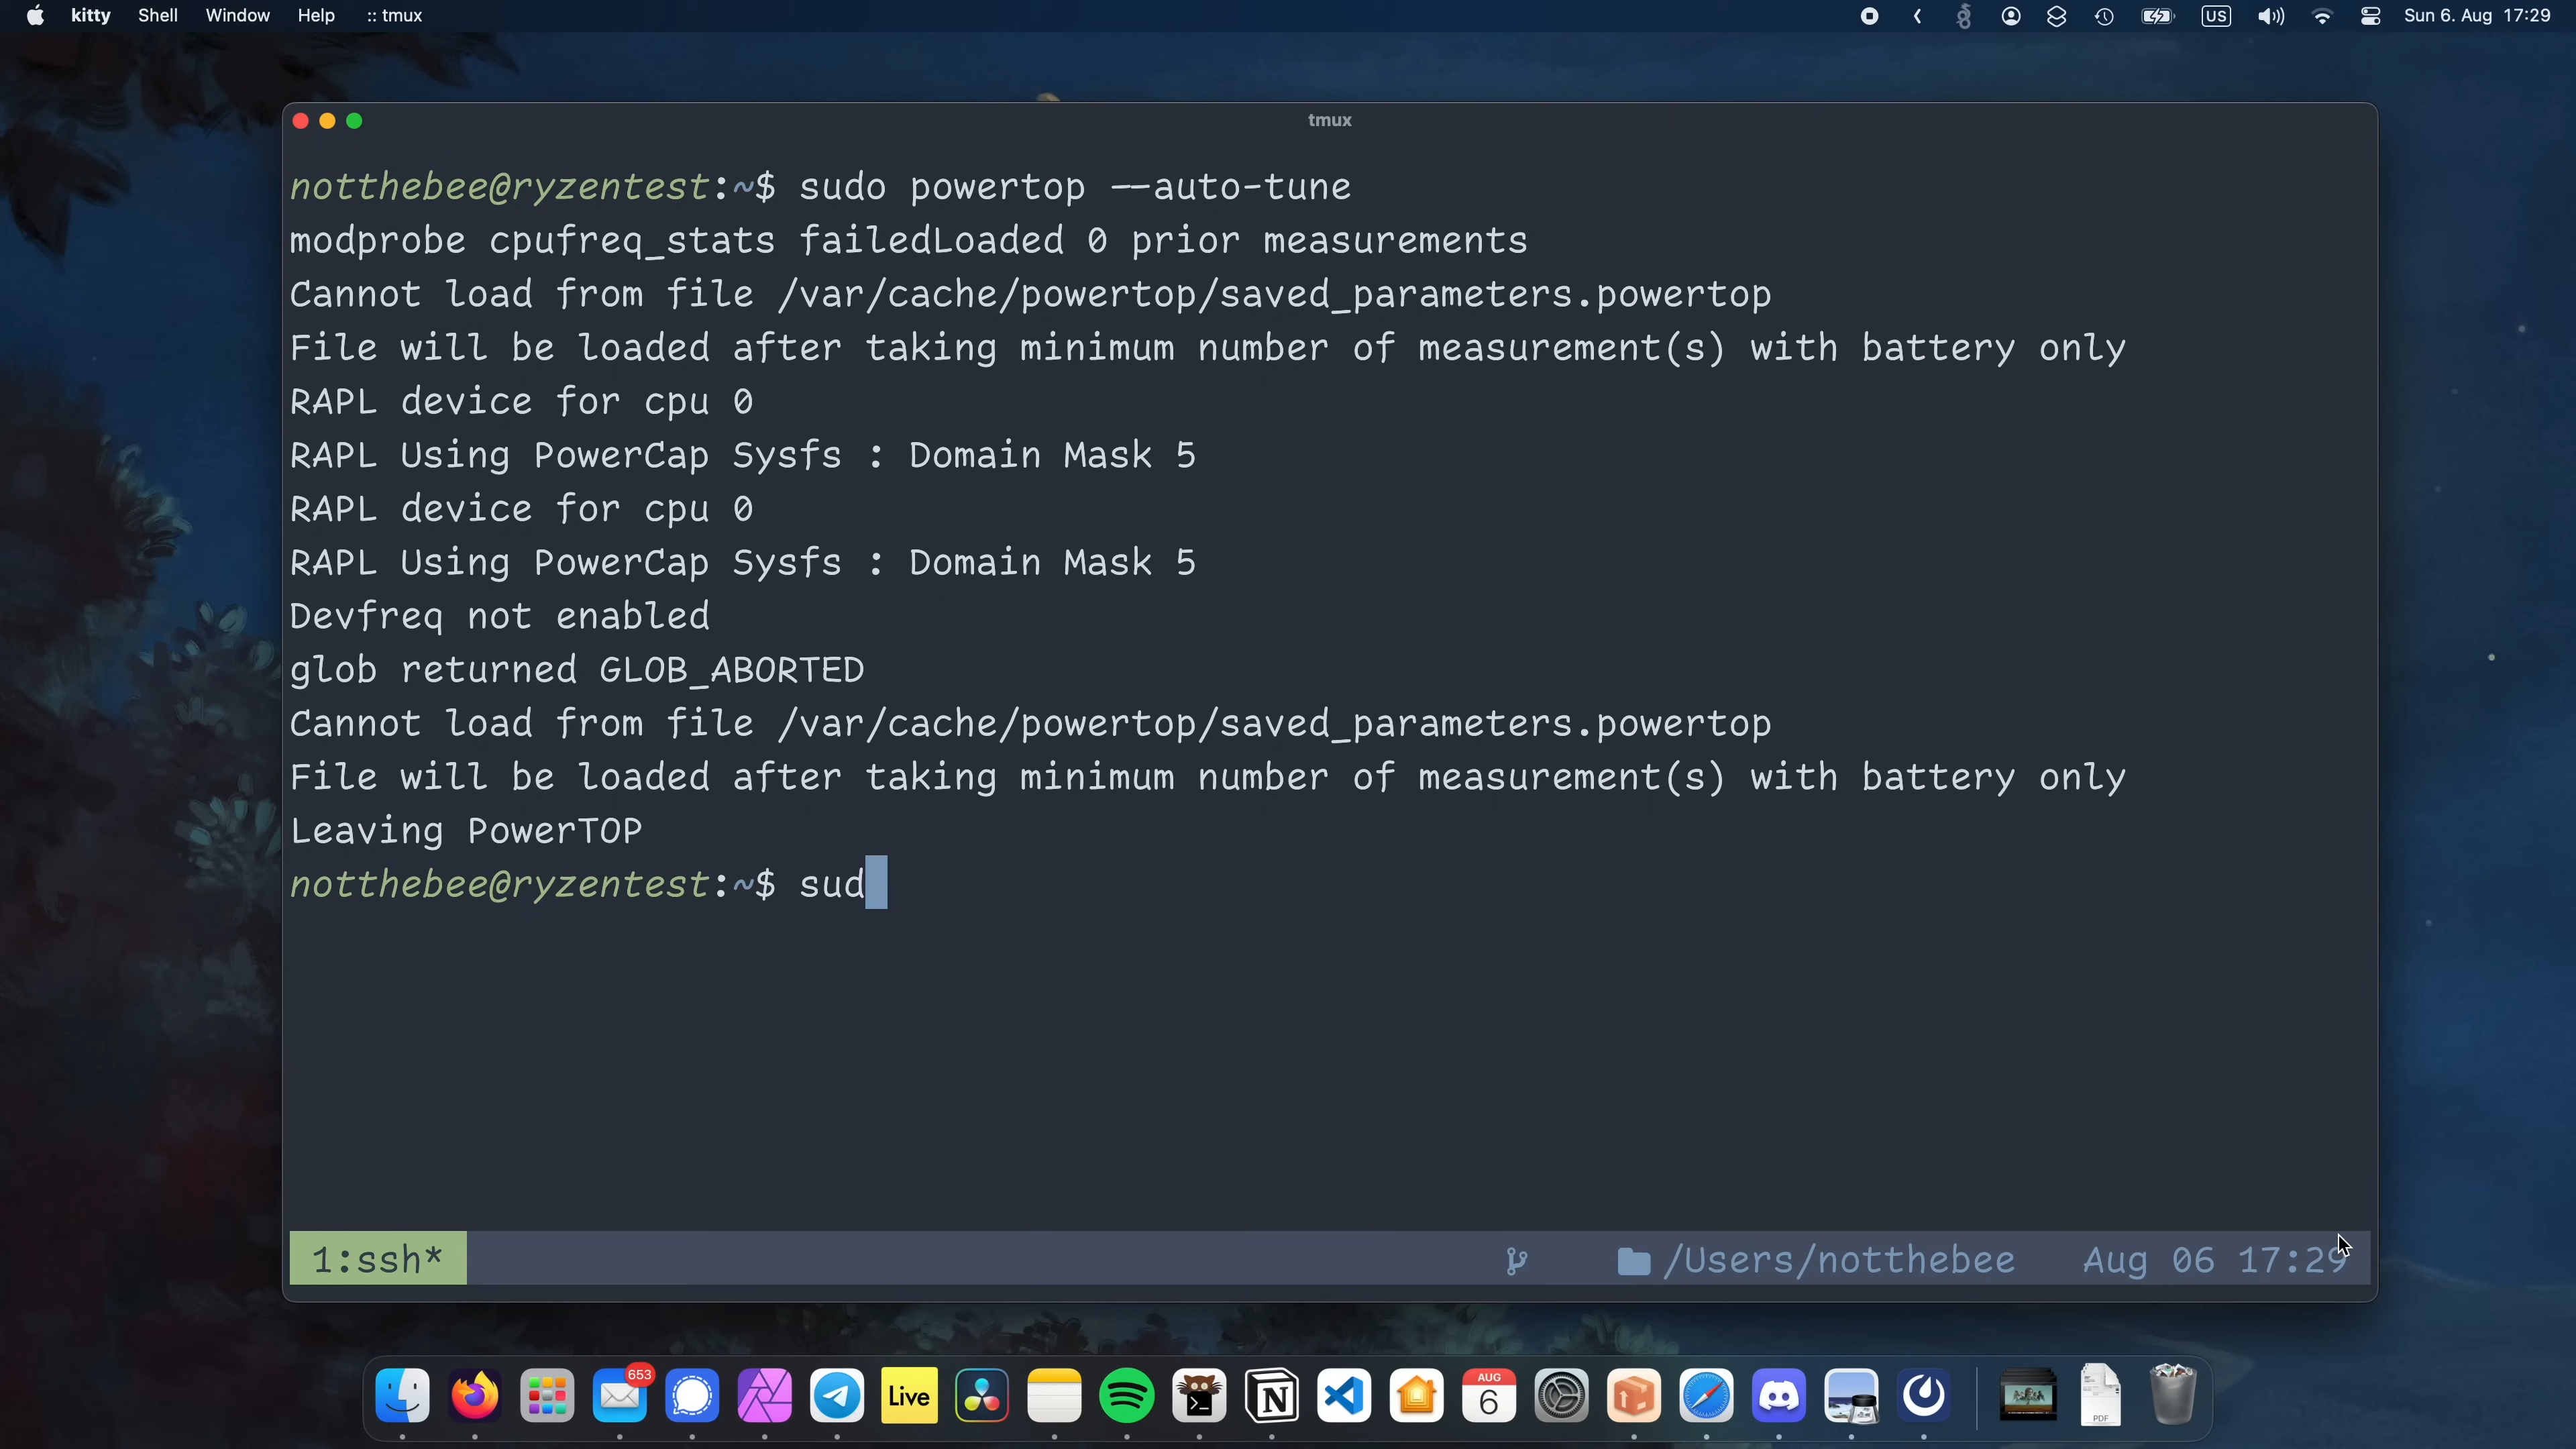 kitty Shell Window Help :: tmux US Sun 6. Aug 17:29
tmux
notthebee@ryzentest:~$ sudo powertop --auto-tune
modprobe cpufreq_stats failedLoaded 0 prior measurements
Cannot load from file /var/cache/powertop/saved_parameters.powertop
File will be loaded after taking minimum number of measurement(s) with battery only
RAPL device for cpu 0
RAPL Using PowerCap Sysfs : Domain Mask 5
RAPL device for cpu 0
RAPL Using PowerCap Sysfs : Domain Mask 5
Devfreq not enabled
glob returned GLOB_ABORTED
Cannot load from file /var/cache/powertop/saved_parameters.powertop
File will be loaded after taking minimum number of measurement(s) with battery only
Leaving PowerTOP
notthebee@ryzentest:~$ sud
1:ssh* /Users/notthebee Aug 06 17:29
653
Live
AUG
6
PDF